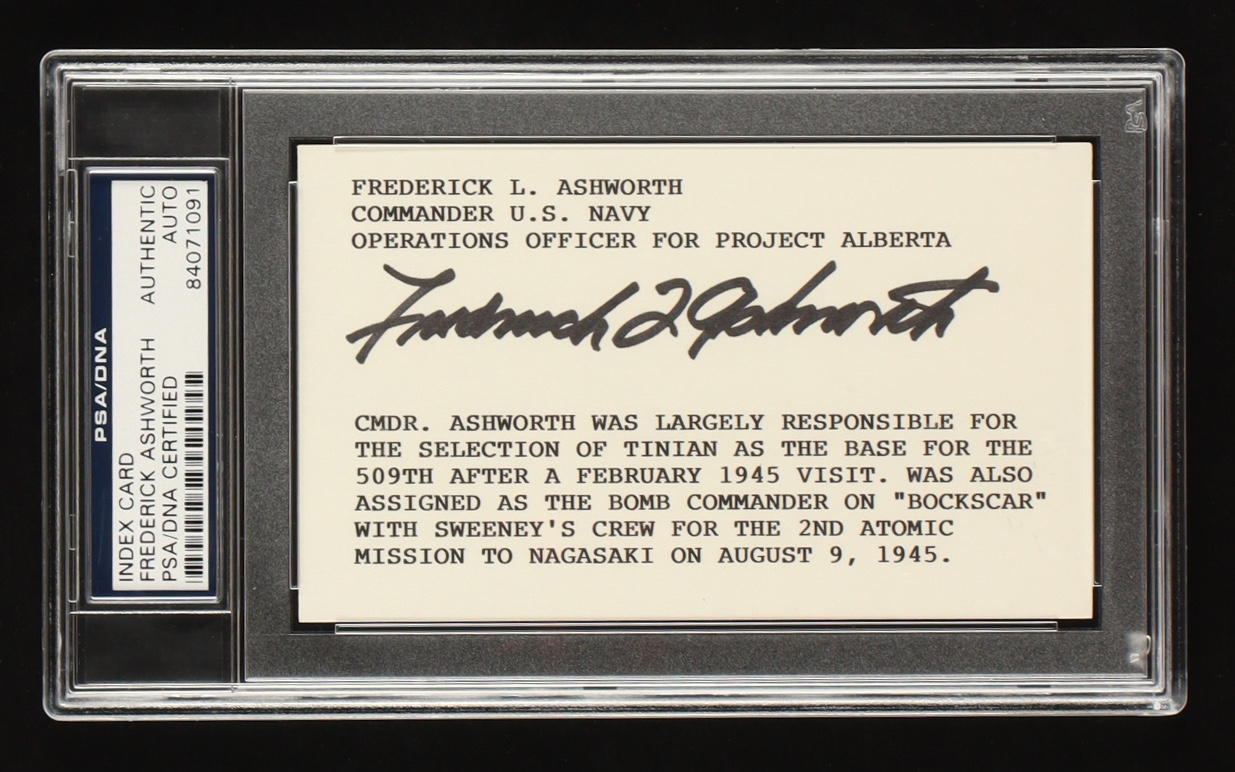 PSA/DNA
INDEX CARD
FREDERICK ASHWORTH AUTHENTIC
PSA/DNA CERTIFIED AUTO
84071091
FREDERICK L. ASHWORTH
COMMANDER U.S. NAVY
OPERATIONS OFFICER FOR PROJECT ALBERTA
Frederick L Ashworth
CMDR. ASHWORTH WAS LARGELY RESPONSIBLE FOR
THE SELECTION OF TINIAN AS THE BASE FOR THE
509TH AFTER A FEBRUARY 1945 VISIT. WAS ALSO
ASSIGNED AS THE BOMB COMMANDER ON "BOCKSCAR"
WITH SWEENEY'S CREW FOR THE 2ND ATOMIC
MISSION TO NAGASAKI ON AUGUST 9, 1945.